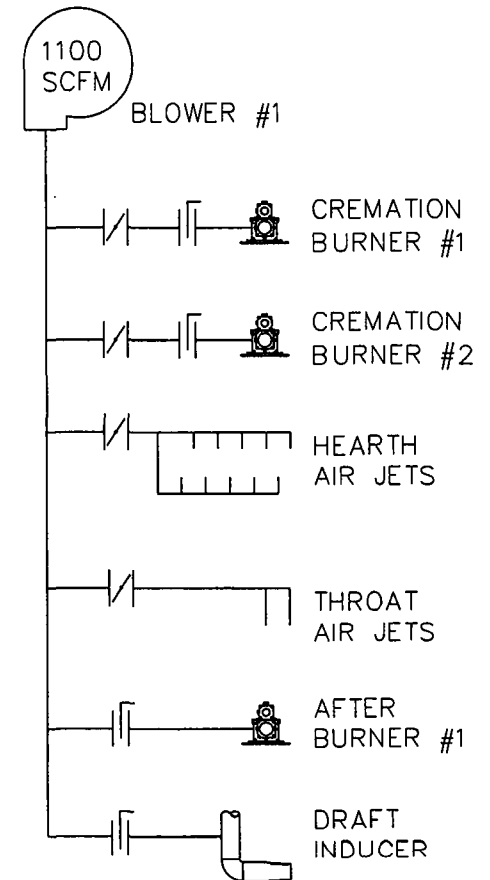 1100
SCFM
BLOWER #1
CREMATION
BURNER #1
CREMATION
BURNER #2
HEARTH
AIR JETS
THROAT
AIR JETS
AFTER
BURNER #1
DRAFT
INDUCER